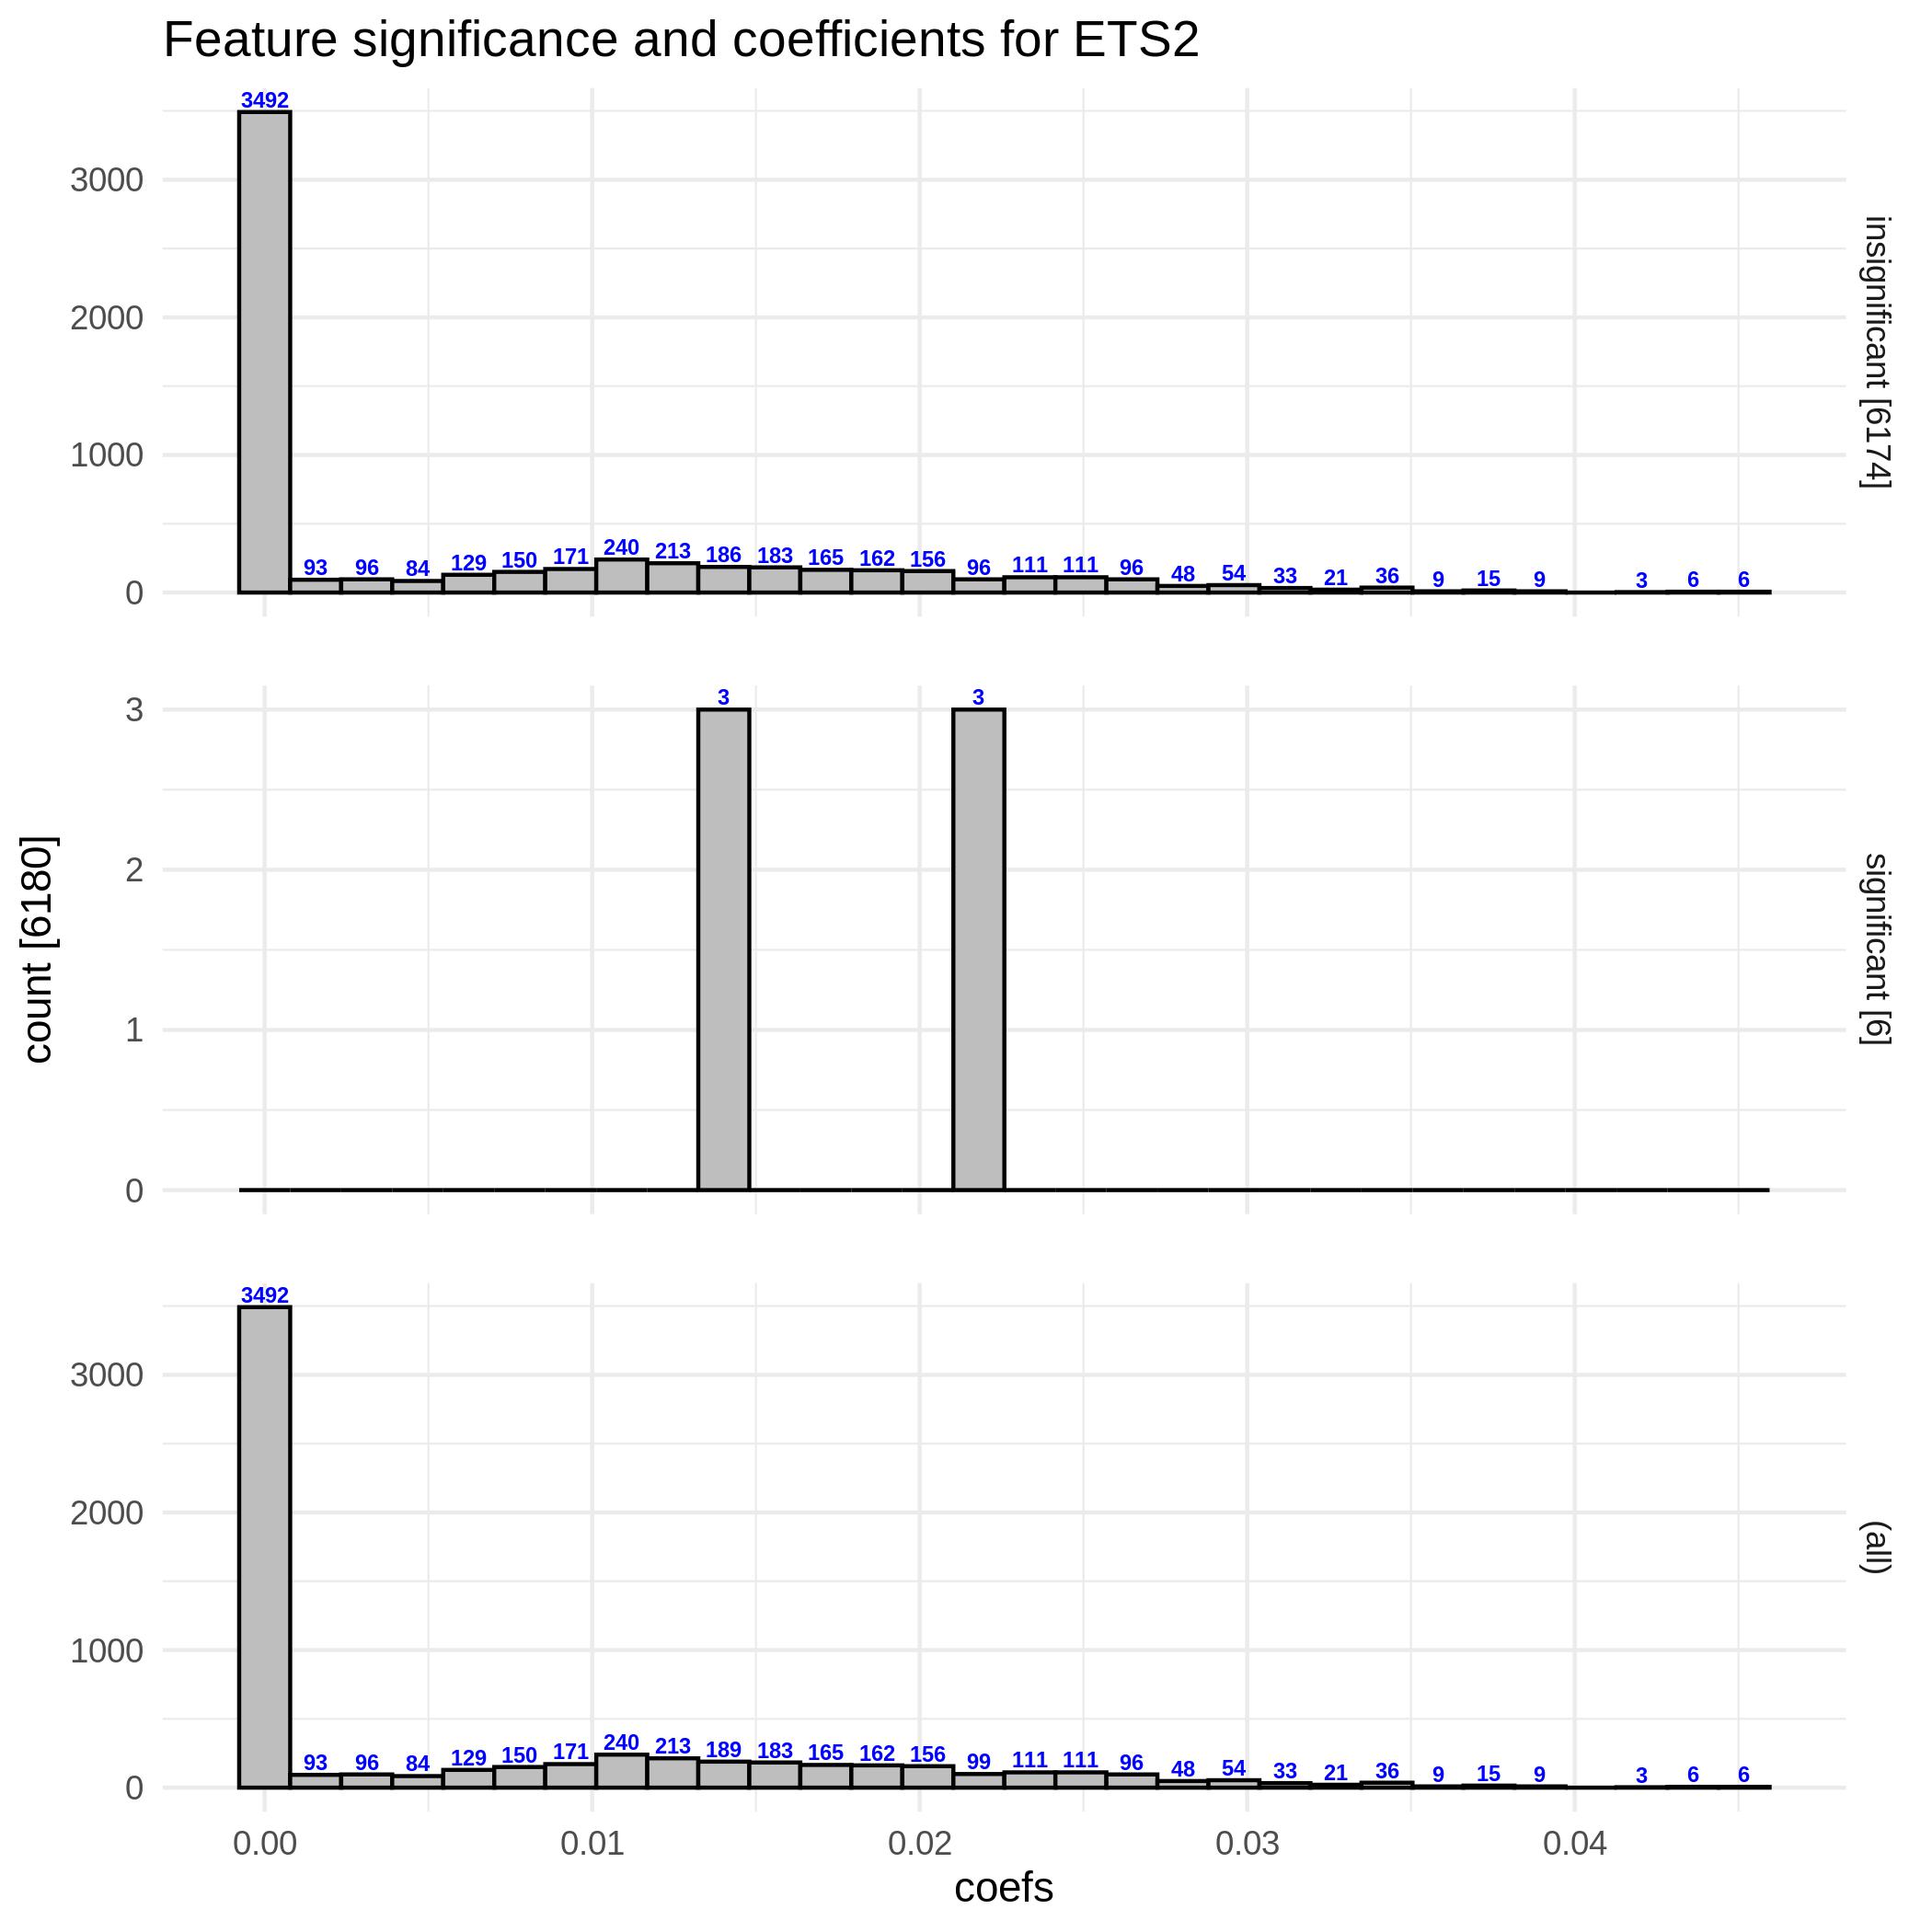 Feature significance and coefficients for ETS2
3492
3000
2000
1000
0
93 96 84 129 150 171 240 213 186 183 165 162 156 96 111 111 96 48 54 33 21 36 9 15 9 3 6 6
insignificant [6174]
3 3
3
2
1
0
significant [6]
count [6180]
3492
3000
2000
1000
0
93 96 84 129 150 171 240 213 189 183 165 162 156 99 111 111 96 48 54 33 21 36 9 15 9 3 6 6
(all)
0.00 0.01 0.02 0.03 0.04
coefs